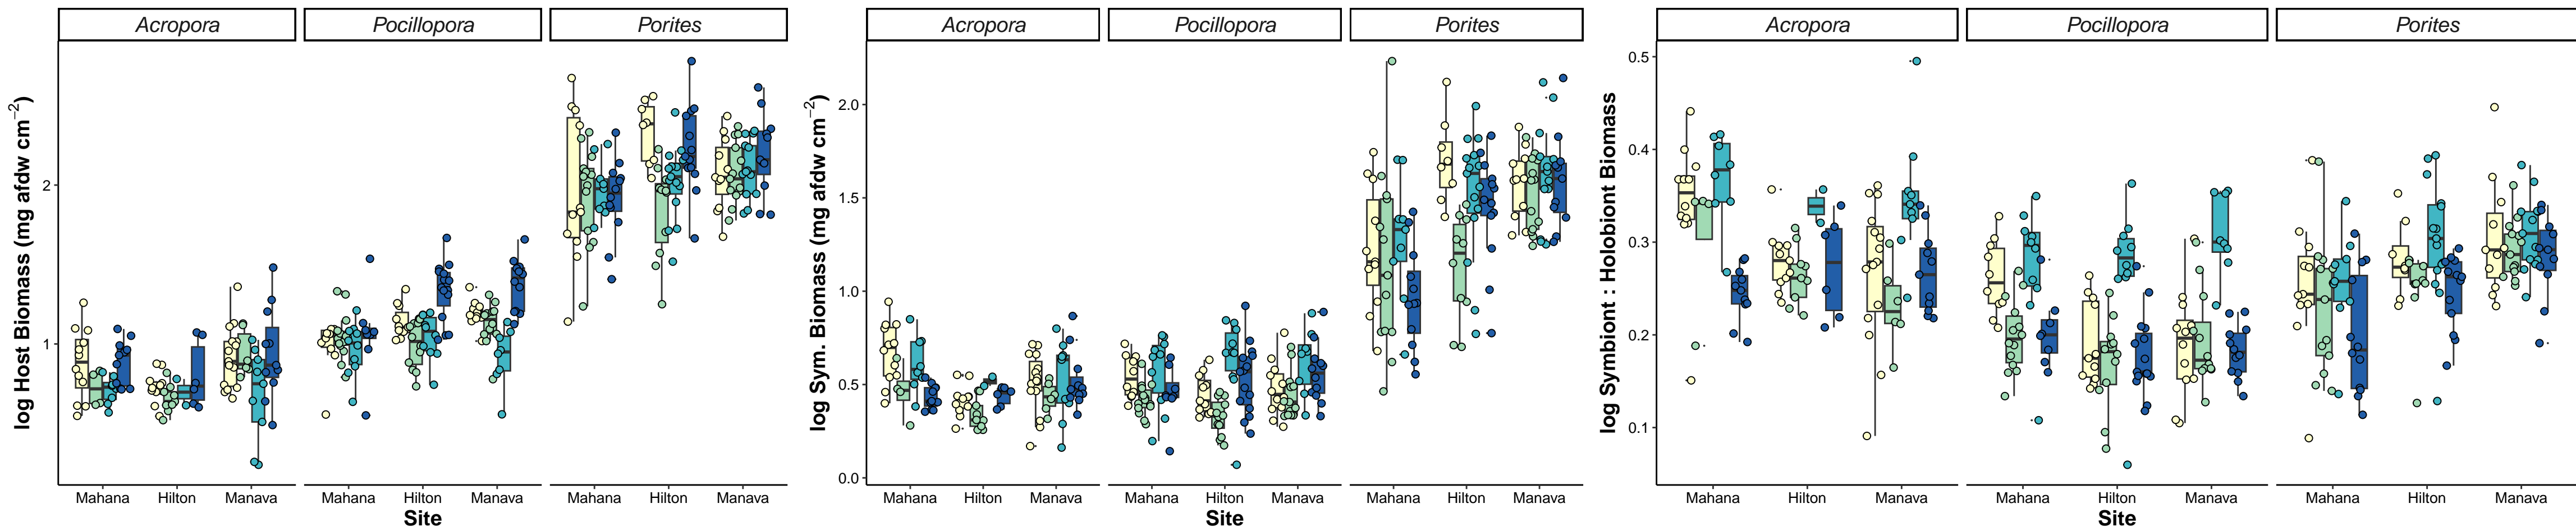 Acropora Pocillopora Porites
log Host Biomass (mg afdw cm⁻²)
2
1
Mahana Hilton Manava Mahana Hilton Manava Mahana Hilton Manava
Site
Acropora Pocillopora Porites
log Sym. Biomass (mg afdw cm⁻²)
2.0
1.5
1.0
0.5
0.0
Mahana Hilton Manava Mahana Hilton Manava Mahana Hilton Manava
Site
Acropora Pocillopora Porites
log Symbiont : Holobiont Biomass
0.5
0.4
0.3
0.2
0.1
Mahana Hilton Manava Mahana Hilton Manava Mahana Hilton Manava
Site